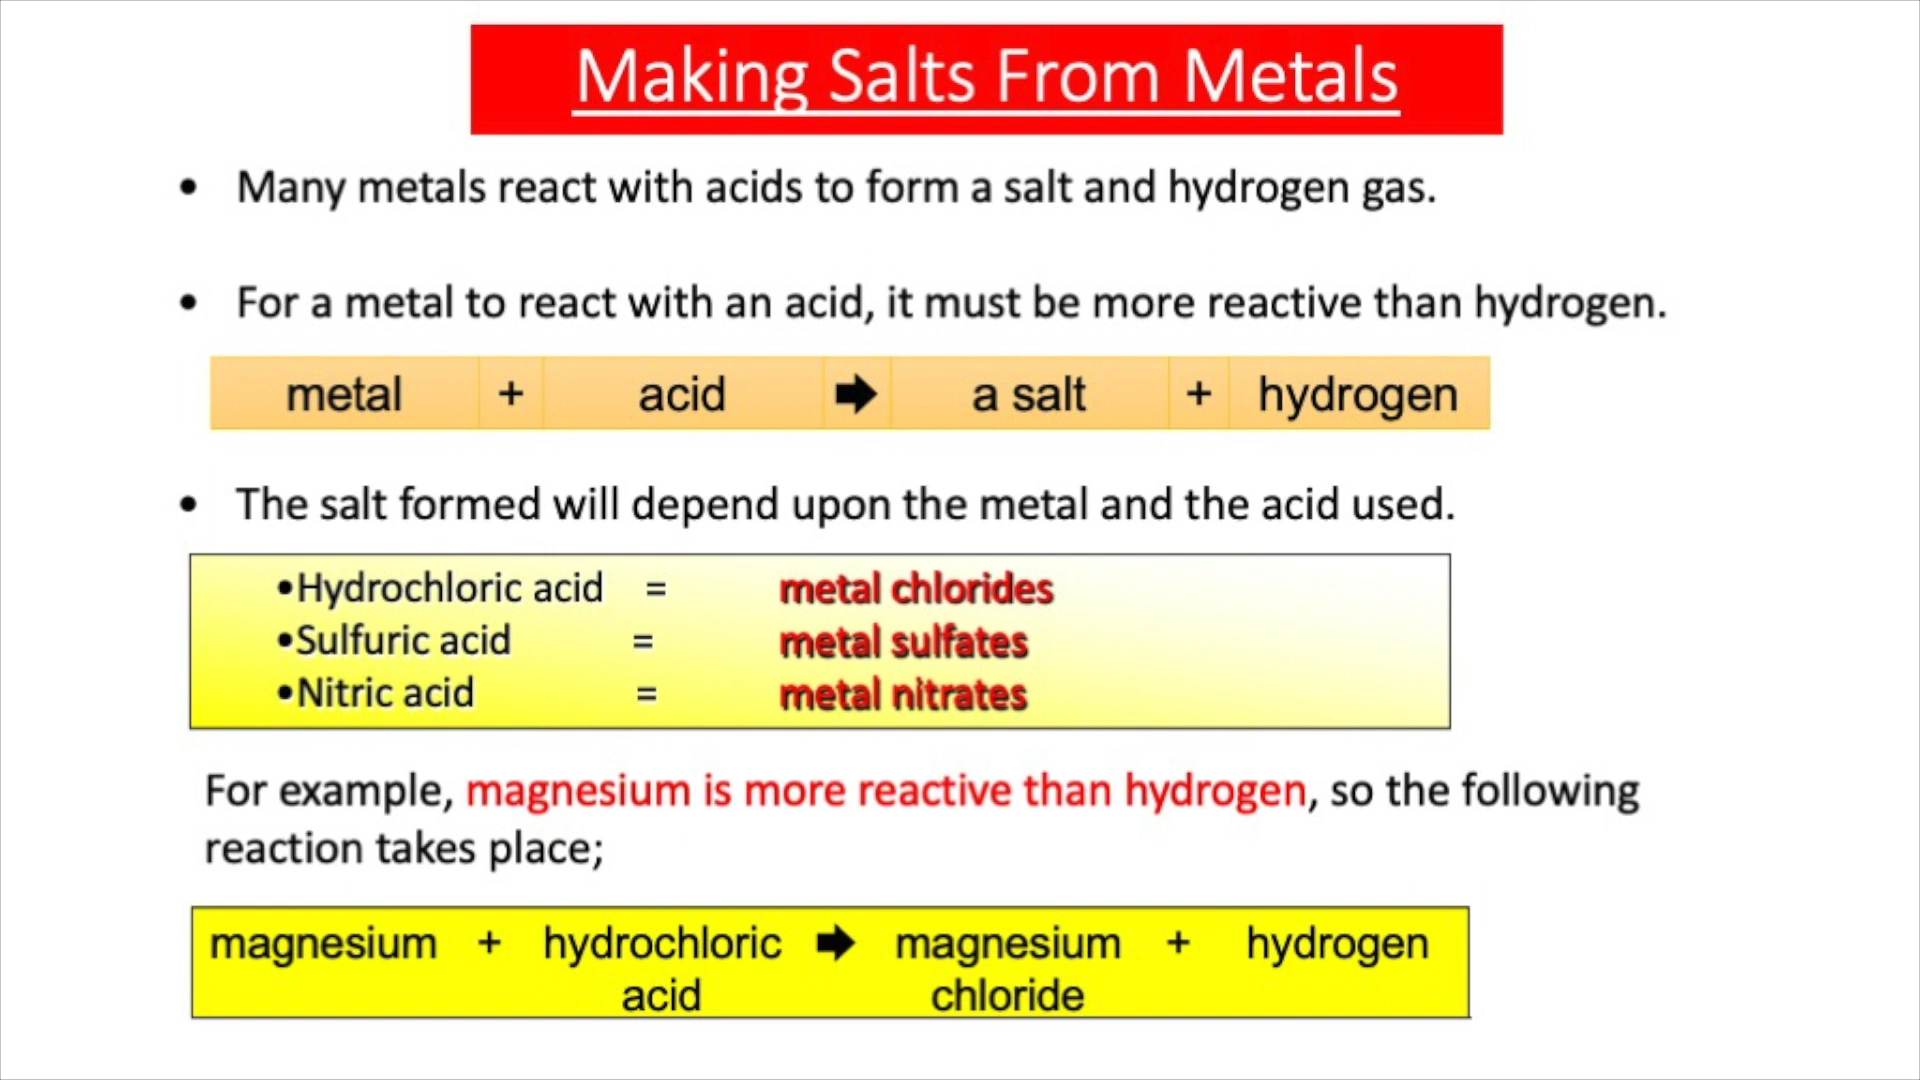 Making Salts From Metals
• Many metals react with acids to form a salt and hydrogen gas.
• For a metal to react with an acid, it must be more reactive than hydrogen.
metal + acid 🡆 a salt + hydrogen
• The salt formed will depend upon the metal and the acid used.
•Hydrochloric acid = metal chlorides
•Sulfuric acid = metal sulfates
•Nitric acid = metal nitrates
For example, magnesium is more reactive than hydrogen, so the following
reaction takes place;
magnesium + hydrochloric 🡆 magnesium + hydrogen
acid chloride